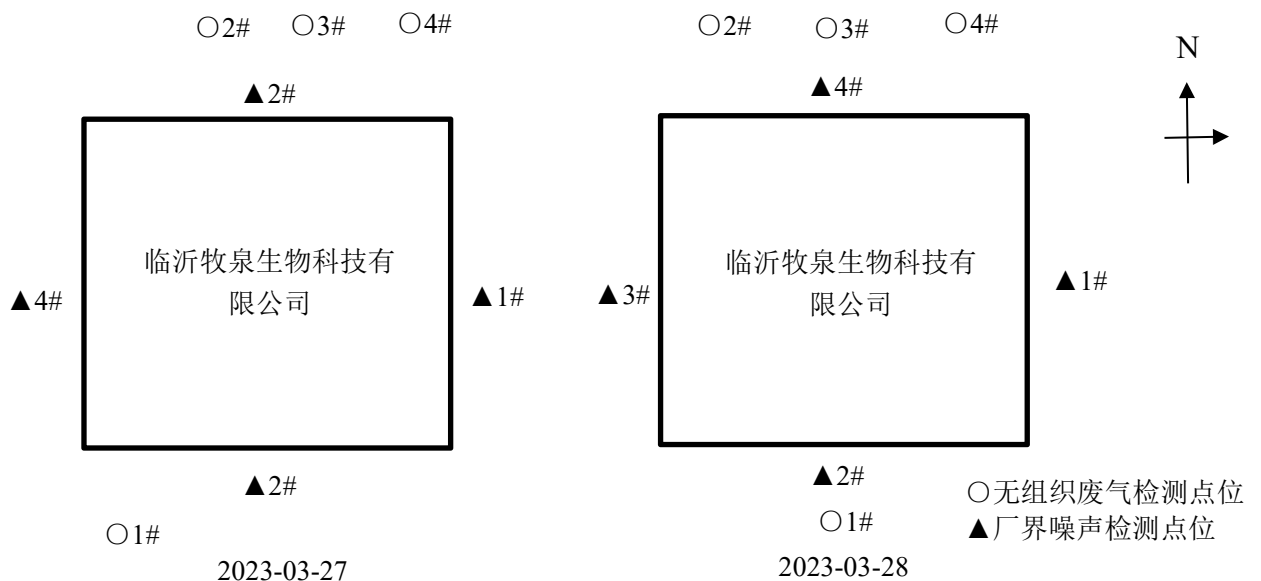 ○2# ○3# ○4#
▲2#
临沂牧泉生物科技有
限公司
▲4#
▲1#
▲2#
○1#
2023-03-27
○2# ○3# ○4#
▲4#
临沂牧泉生物科技有
限公司
▲3#
▲1#
▲2#
○1#
2023-03-28
N
○无组织废气检测点位
▲厂界噪声检测点位